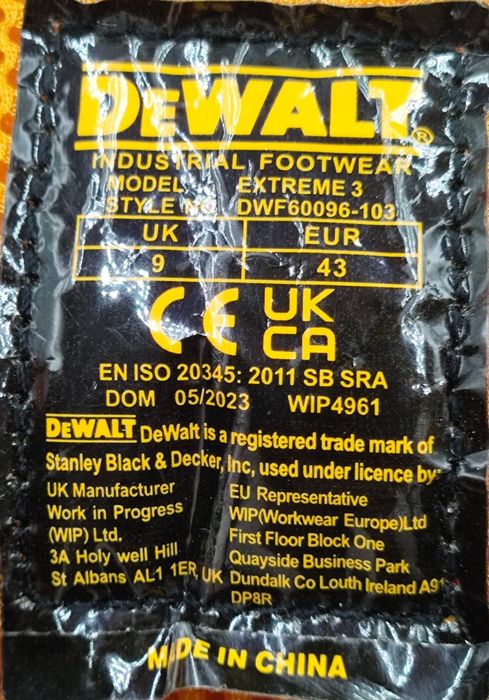 DEWALT®
INDUSTRIAL FOOTWEAR
MODEL EXTREME 3
STYLE NO. DWF60096-103
UK EUR
9 43
CE UK CA
EN ISO 20345: 2011 SB SRA
DOM 05/2023 WIP4961
DEWALT DeWalt is a registered trade mark of
Stanley Black & Decker, Inc, used under licence by:
UK Manufacturer
Work in Progress
(WIP) Ltd.
3A Holy well Hill
St Albans AL1 1ER, UK
EU Representative
WIP(Workwear Europe)Ltd
First Floor Block One
Quayside Business Park
Dundalk Co Louth Ireland A91
DP8R
MADE IN CHINA